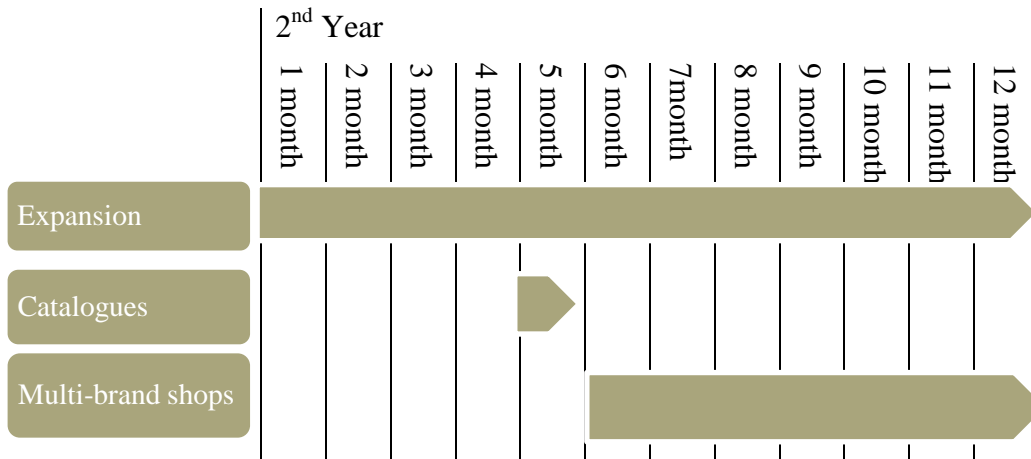 2nd Year
1 month
2 month
3 month
4 month
5 month
6 month
7month
8 month
9 month
10 month
11 month
12 month
Expansion
Catalogues
Multi-brand shops